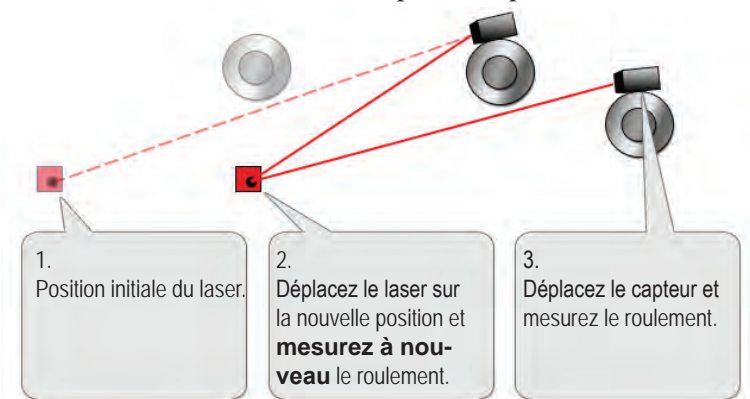 1.
Position initiale du laser.
2.
Déplacez le laser sur
la nouvelle position et
mesurez à nou-
veau le roulement.
3.
Déplacez le capteur et
mesurez le roulement.